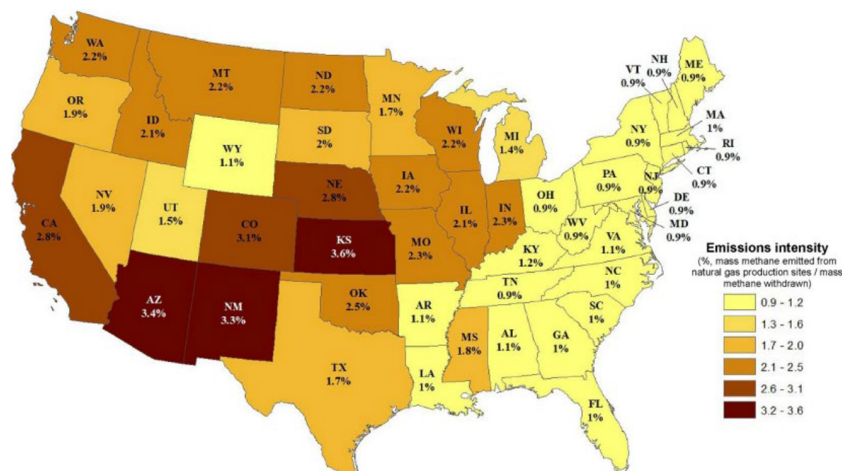 WA
2.2%
MT
2.2%
ND
2.2%
MN
1.7%
OR
1.9%
ID
2.1%
SD
2%
WI
2.2%
MI
1.4%
WY
1.1%
NE
2.8%
IA
2.2%
NV
1.9%
UT
1.5%
CO
3.1%
CA
2.8%
KS
3.6%
MO
2.3%
IL
2.1%
IN
2.3%
OH
0.9%
AZ
3.4%
NM
3.3%
OK
2.5%
AR
1.1%
TX
1.7%
LA
1%
MS
1.8%
AL
1.1%
GA
1%
FL
1%
SC
1%
NC
1%
TN
0.9%
KY
1.2%
WV
0.9%
VA
1.1%
PA
0.9%
NY
0.9%
NJ
0.9%
VT
0.9%
NH
0.9%
ME
0.9%
MA
1%
RI
0.9%
CT
0.9%
DE
0.9%
MD
0.9%
Emissions intensity
(%, mass methane emitted from
natural gas production sites / mass
methane withdrawn)
0.9 - 1.2
1.3 - 1.6
1.7 - 2.0
2.1 - 2.5
2.6 - 3.1
3.2 - 3.6